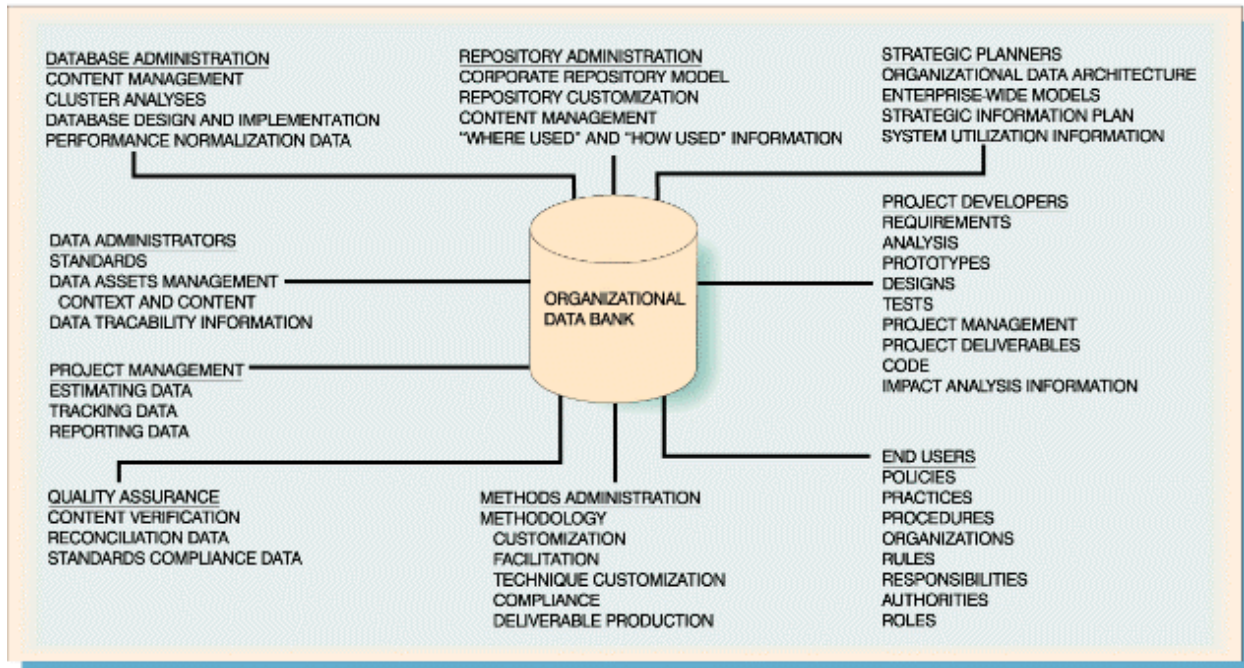 DATABASE ADMINISTRATION
CONTENT MANAGEMENT
CLUSTER ANALYSES
DATABASE DESIGN AND IMPLEMENTATION
PERFORMANCE NORMALIZATION DATA
REPOSITORY ADMINISTRATION
CORPORATE REPOSITORY MODEL
REPOSITORY CUSTOMIZATION
CONTENT MANAGEMENT
“WHERE USED” AND “HOW USED” INFORMATION
STRATEGIC PLANNERS
ORGANIZATIONAL DATA ARCHITECTURE
ENTERPRISE-WIDE MODELS
STRATEGIC INFORMATION PLAN
SYSTEM UTILIZATION INFORMATION
DATA ADMINISTRATORS
STANDARDS
DATA ASSETS MANAGEMENT
CONTEXT AND CONTENT
DATA TRACABILITY INFORMATION
ORGANIZATIONAL
DATA BANK
PROJECT DEVELOPERS
REQUIREMENTS
ANALYSIS
PROTOTYPES
DESIGNS
TESTS
PROJECT MANAGEMENT
PROJECT DELIVERABLES
CODE
IMPACT ANALYSIS INFORMATION
PROJECT MANAGEMENT
ESTIMATING DATA
TRACKING DATA
REPORTING DATA
QUALITY ASSURANCE
CONTENT VERIFICATION
RECONCILIATION DATA
STANDARDS COMPLIANCE DATA
METHODS ADMINISTRATION
METHODOLOGY
CUSTOMIZATION
FACILITATION
TECHNIQUE CUSTOMIZATION
COMPLIANCE
DELIVERABLE PRODUCTION
END USERS
POLICIES
PRACTICES
PROCEDURES
ORGANIZATIONS
RULES
RESPONSIBILITIES
AUTHORITIES
ROLES